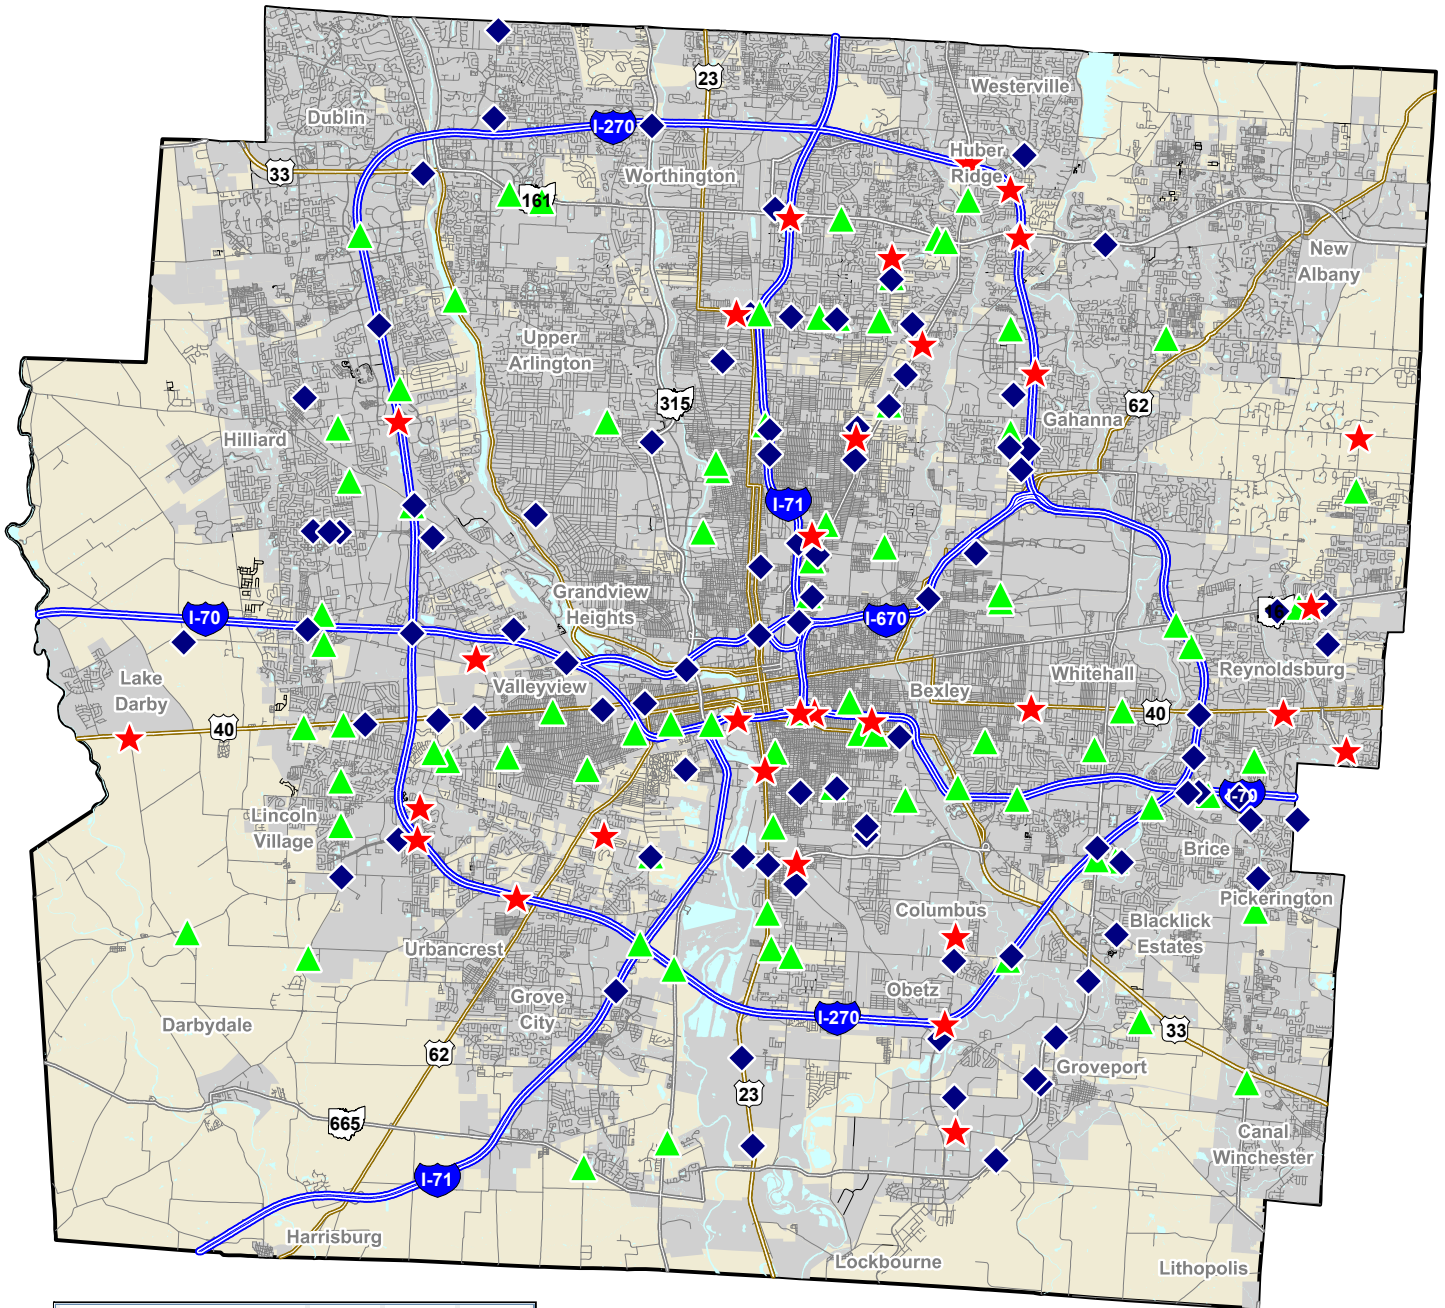 23
Westerville
Dublin
I-270
Huber
Ridge
33
Worthington
161
New
Albany
Upper
Arlington
315
62
Gahanna
Hilliard
I-71
Grandview
Heights
I-70
I-670
16
Reynoldsburg
Whitehall
Lake
Darby
Valleyview
Bexley
40
40
I-70
Lincoln
Village
Brice
Pickerington
Columbus
Blacklick
Estates
Urbancrest
Obetz
Grove
City
I-270
Darbydale
33
62
Groveport
23
665
Canal
Winchester
I-71
Harrisburg
Lockbourne
Lithopolis